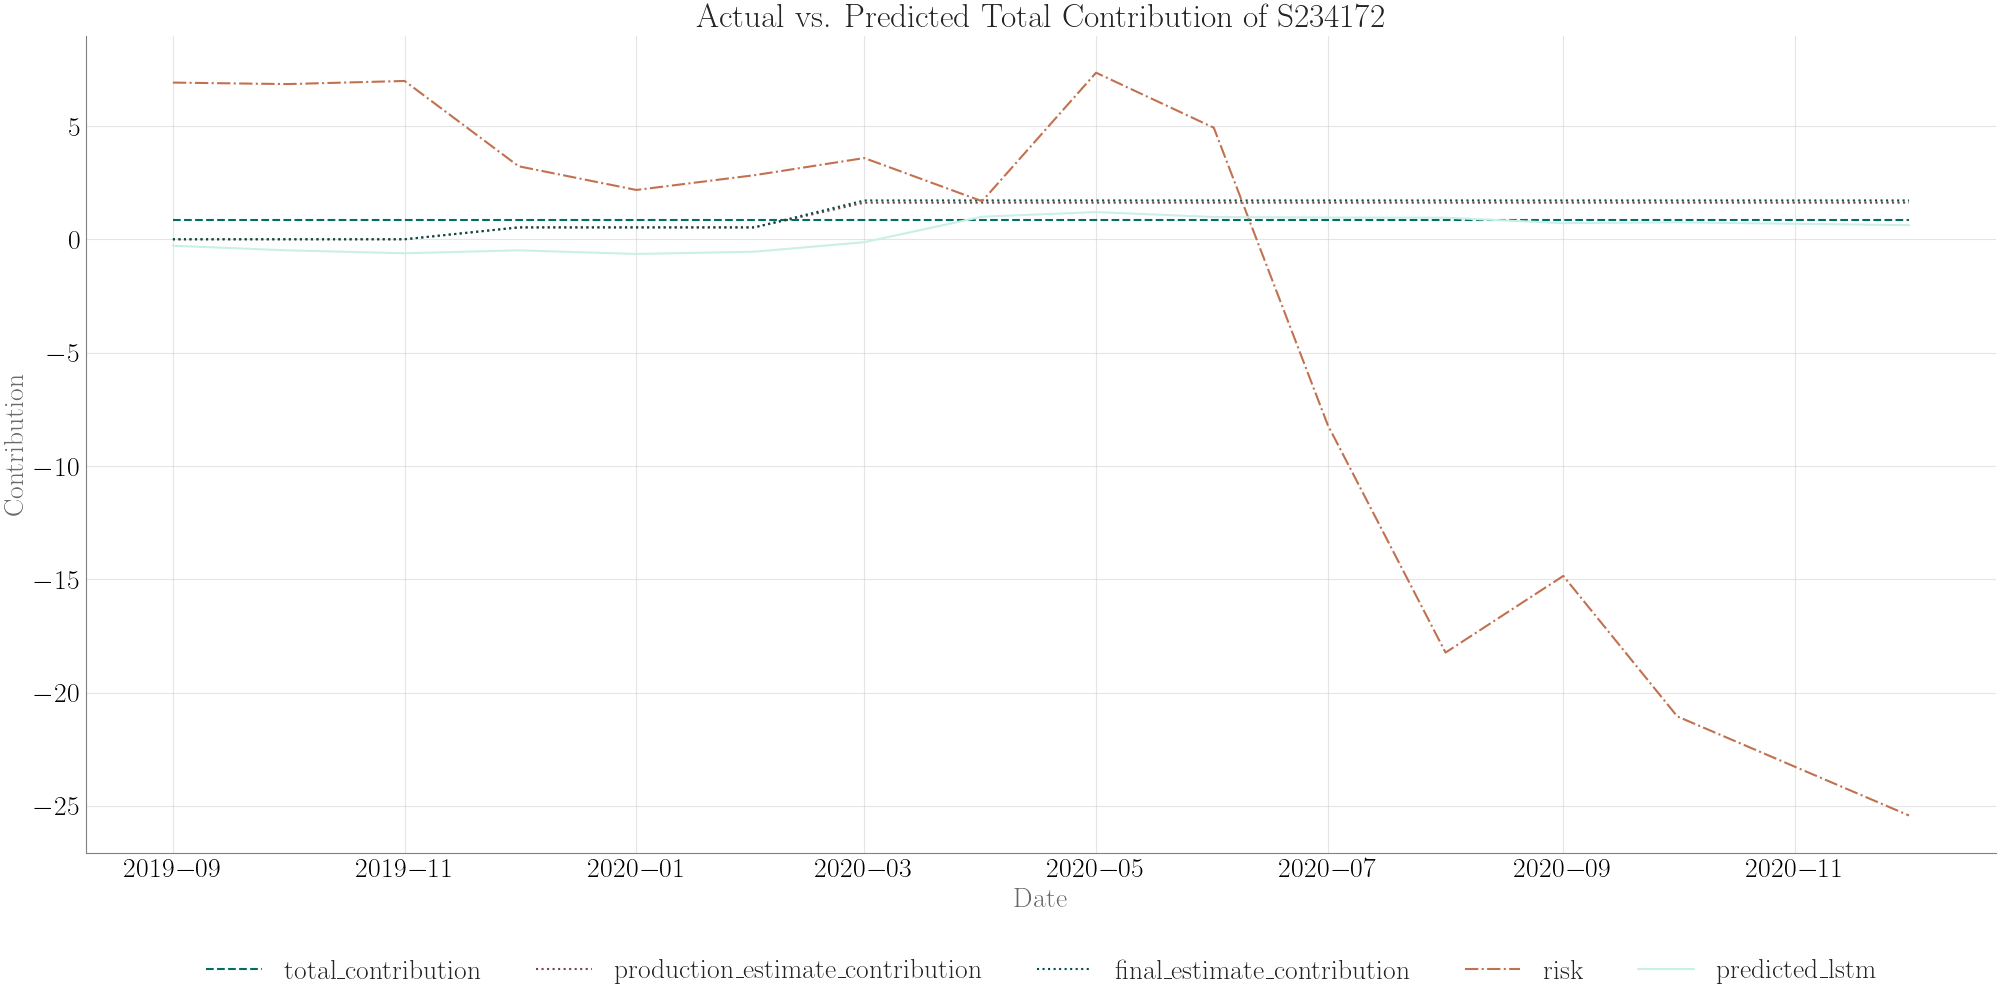 Actual vs. Predicted Total Contribution of S234172
Contribution
5
0
−5
−10
−15
−20
−25
2019−09 2019−11 2020−01 2020−03 2020−05 2020−07 2020−09 2020−11
Date
total_contribution production_estimate_contribution final_estimate_contribution risk predicted_lstm